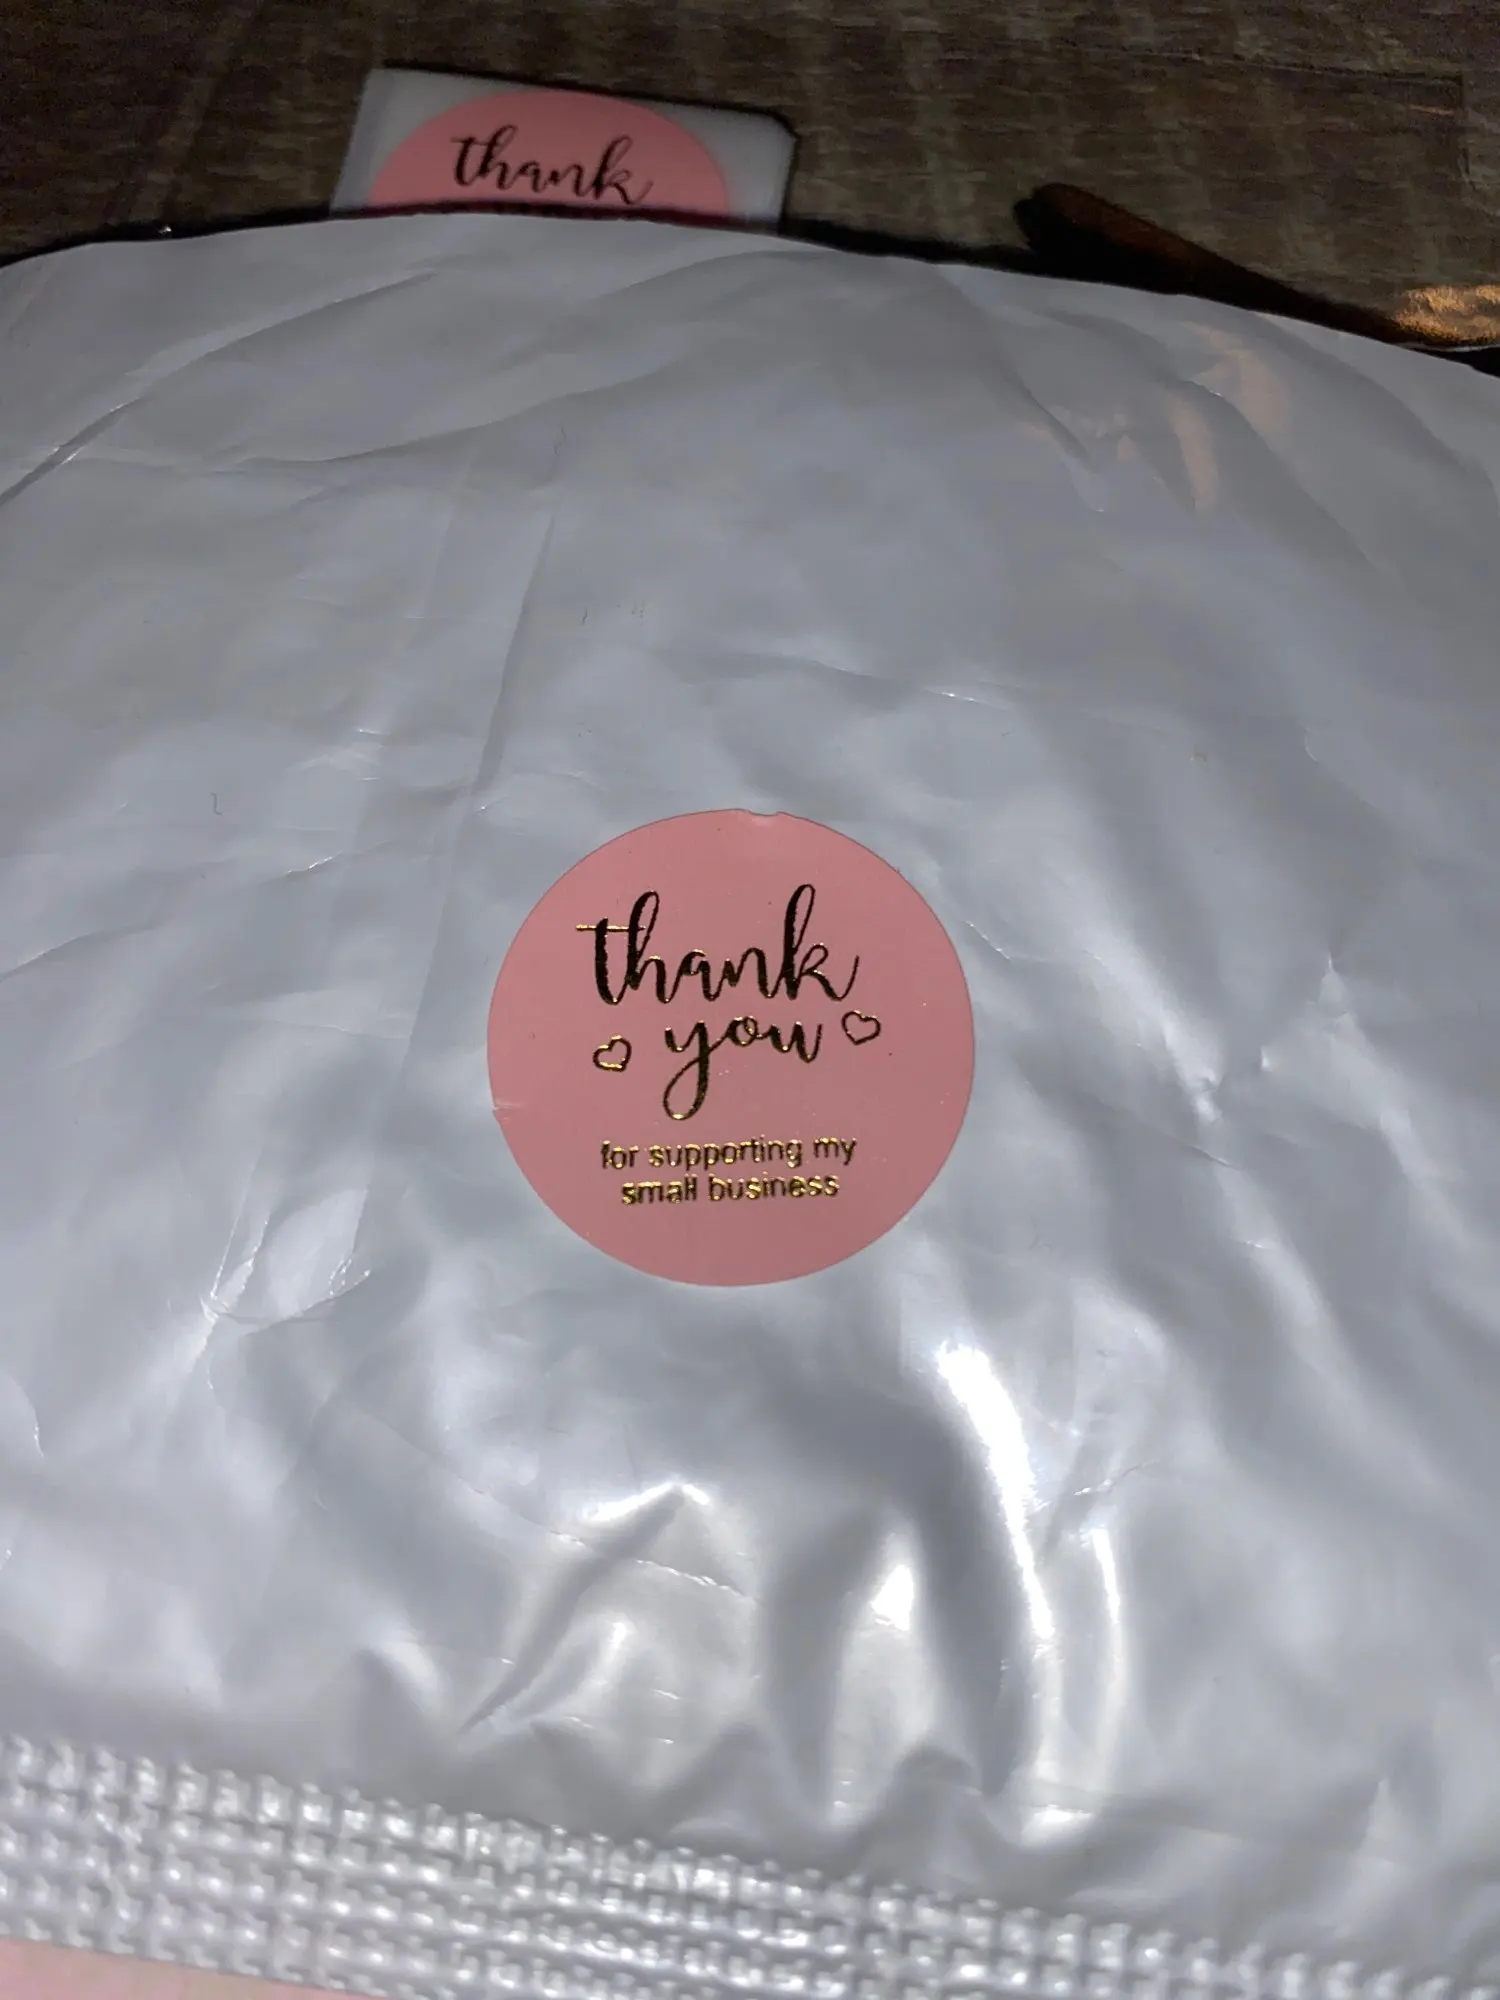 thank
thank
you
for supporting my
small business